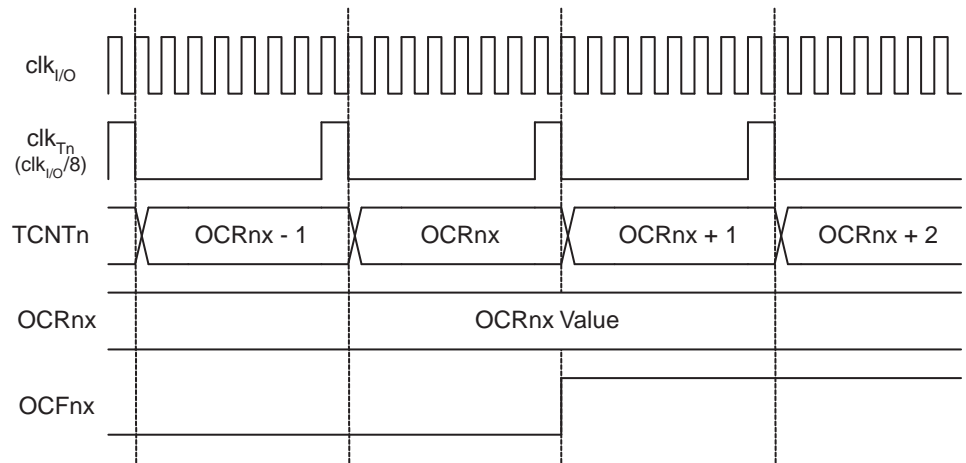 clkI/O
clkTn
(clkI/O/8)
TCNTn
OCRnx - 1
OCRnx
OCRnx + 1
OCRnx + 2
OCRnx
OCRnx Value
OCFnx